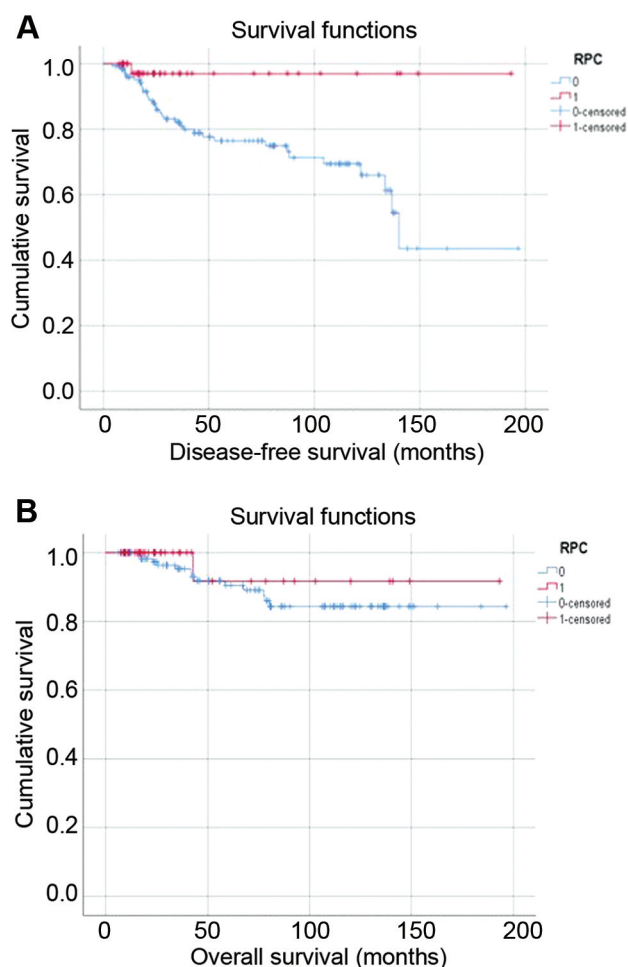 A
Survival functions
1.0
0.8
0.6
0.4
0.2
0.0
Cumulative survival
0 50 100 150 200
Disease-free survival (months)
RPC
0
1
0-censored
1-censored
B
Survival functions
1.0
0.8
0.6
0.4
0.2
0.0
Cumulative survival
0 50 100 150 200
Overall survival (months)
RPC
0
1
0-censored
1-censored